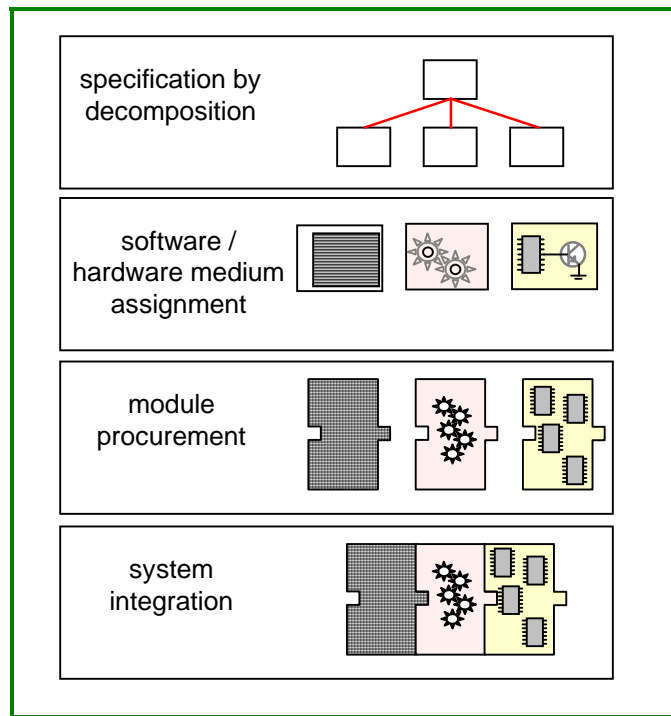 specification by
decomposition
software /
hardware medium
assignment
module
procurement
system
integration